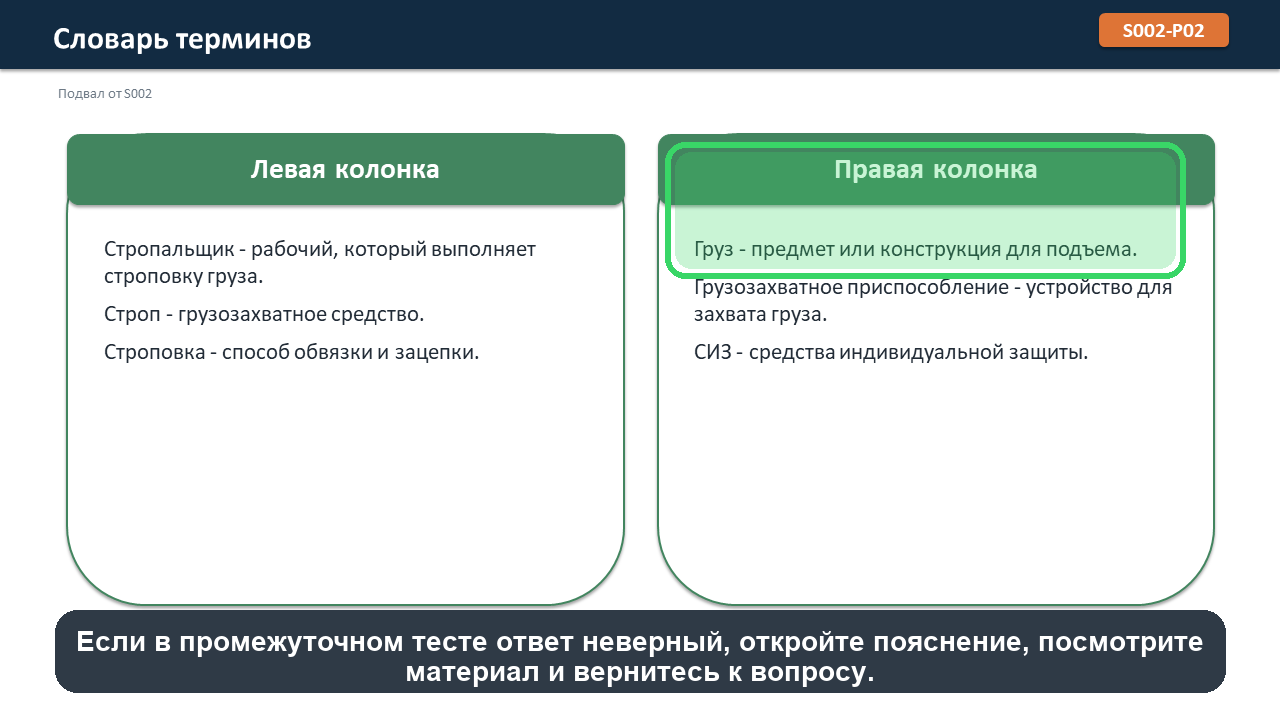 Словарь терминов
S002-P02
Подвал от S002
Левая колонка
Стропальщик - рабочий, который выполняет
строповку груза.
Строп - грузозахватное средство.
Строповка - способ обвязки и зацепки.
Правая колонка
Груз - предмет или конструкция для подъема.
Грузозахватное приспособление - устройство для
захвата груза.
СИЗ - средства индивидуальной защиты.
Если в промежуточном тесте ответ неверный, откройте пояснение, посмотрите
материал и вернитесь к вопросу.